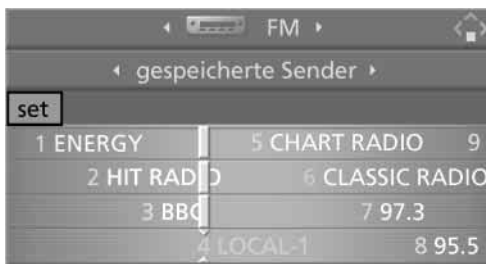 FM
gespeicherte Sender
set
1 ENERGY 5 CHART RADIO 9
2 HIT RADIO 6 CLASSIC RADIO
3 BBC 7 97.3
4 LOCAL-1 8 95.5